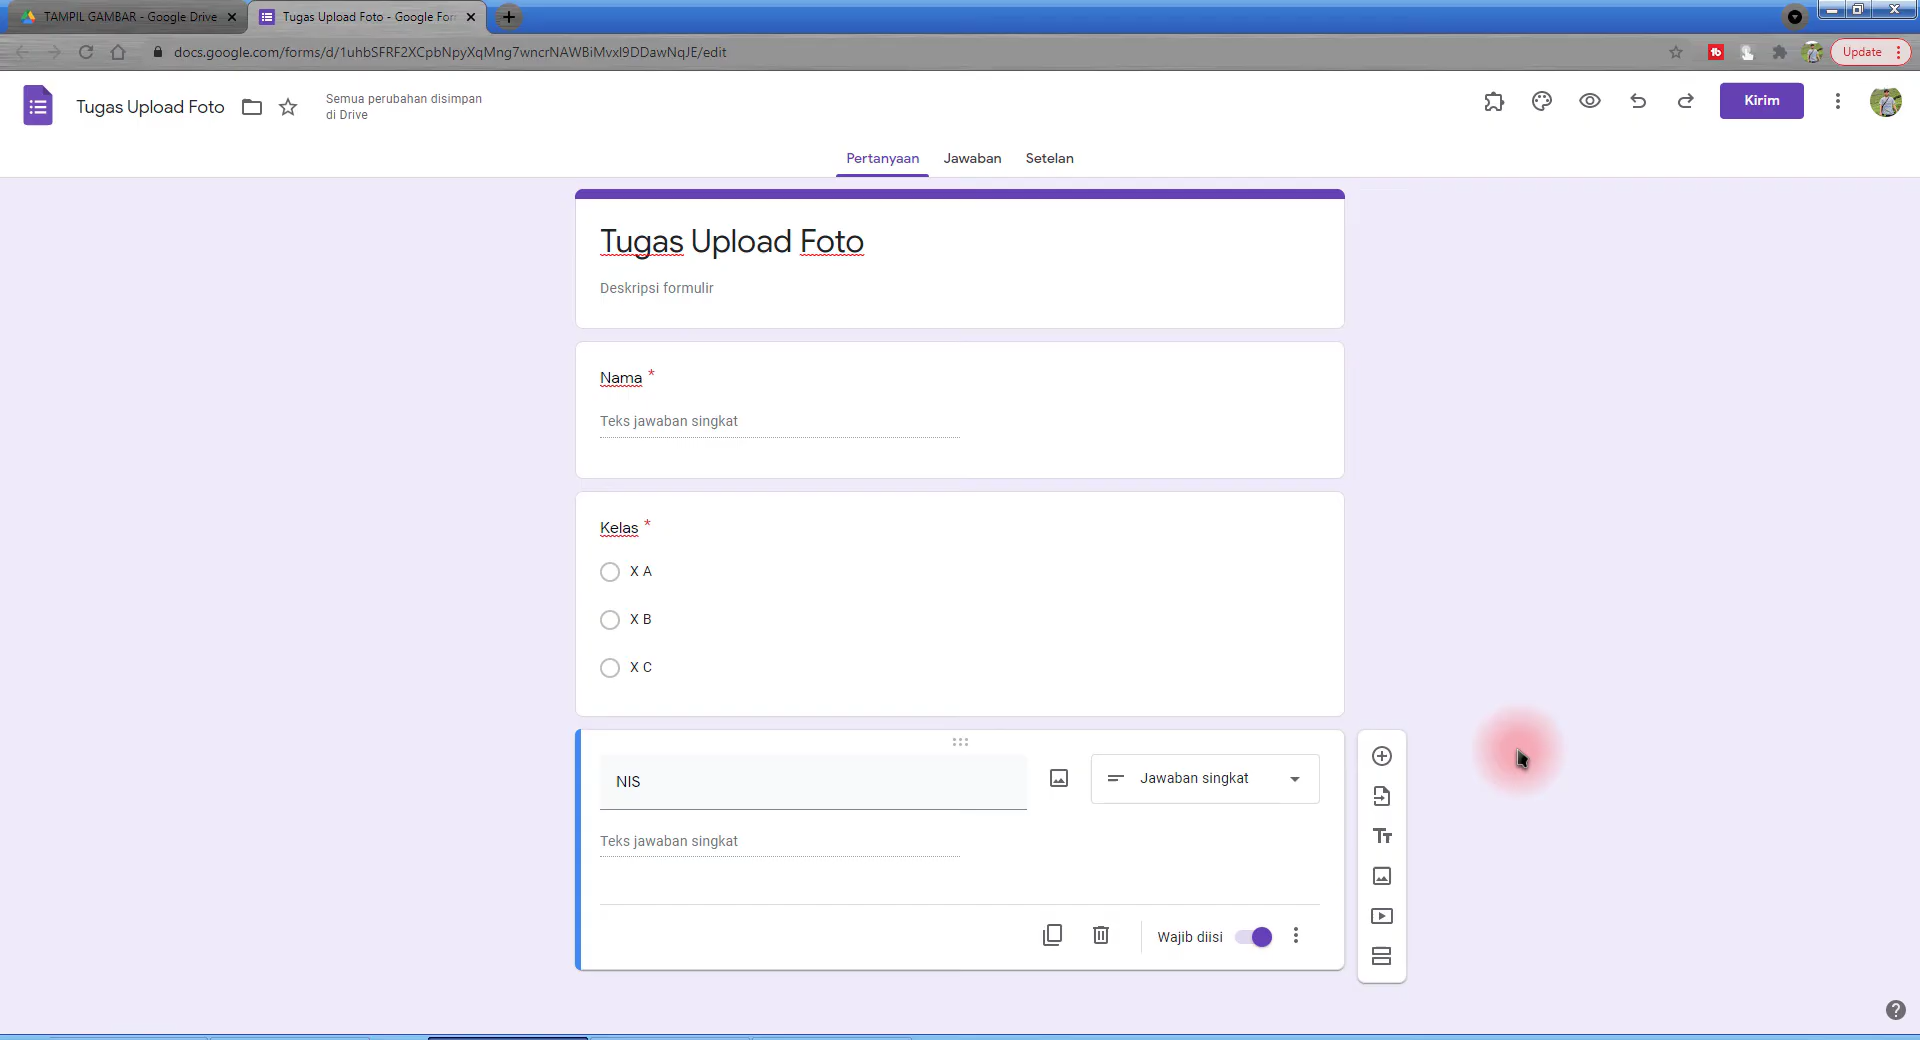 TAMPIL GAMBAR - Google Drive
Tugas Upload Foto - Google For
docs.google.com/forms/d/1uhbSFRF2XCpbNpyXqMng7wncrNAWBiMvxI9DDawNqJE/edit
Update
Tugas Upload Foto
Semua perubahan disimpan
di Drive
Kirim
Pertanyaan
Jawaban
Setelan
Tugas Upload Foto
Deskripsi formulir
Nama *
Teks jawaban singkat
Kelas *
X A
X B
X C
NIS
Jawaban singkat
Teks jawaban singkat
Wajib diisi